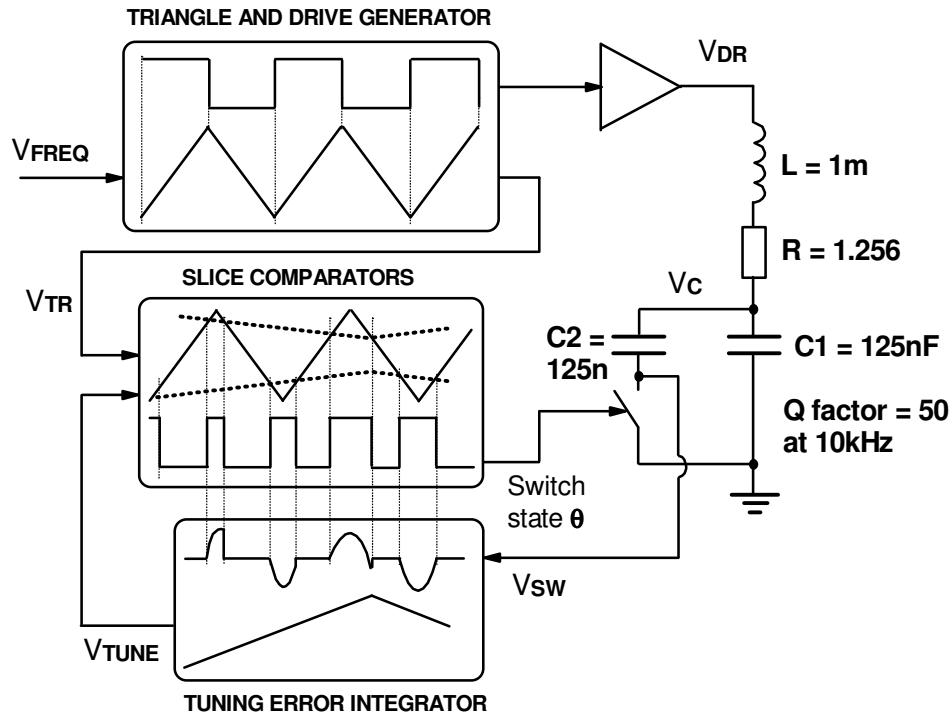 TRIANGLE AND DRIVE GENERATOR
VDR
VFREQ
L = 1m
R = 1.256
SLICE COMPARATORS
VTR
VC
C2 =
125n
C1 = 125nF
Q factor = 50
at 10kHz
Switch
state θ
VSW
VTUNE
TUNING ERROR INTEGRATOR